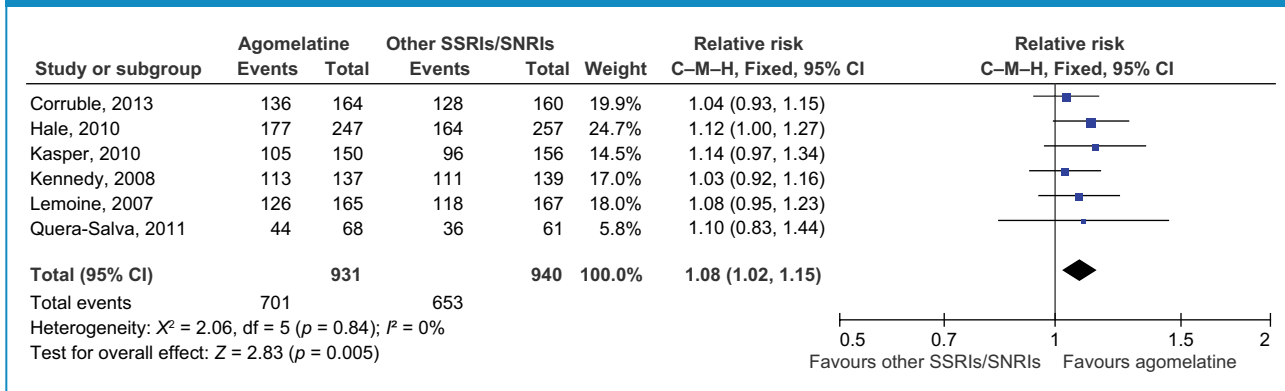 Agomelatine Other SSRIs/SNRIs Relative risk Relative risk
Study or subgroup Events Total Events Total Weight C–M–H, Fixed, 95% CI C–M–H, Fixed, 95% CI
Corruble, 2013 136 164 128 160 19.9% 1.04 (0.93, 1.15)
Hale, 2010 177 247 164 257 24.7% 1.12 (1.00, 1.27)
Kasper, 2010 105 150 96 156 14.5% 1.14 (0.97, 1.34)
Kennedy, 2008 113 137 111 139 17.0% 1.03 (0.92, 1.16)
Lemoine, 2007 126 165 118 167 18.0% 1.08 (0.95, 1.23)
Quera-Salva, 2011 44 68 36 61 5.8% 1.10 (0.83, 1.44)
Total (95% CI) 931 940 100.0% 1.08 (1.02, 1.15)
Total events 701 653
Heterogeneity: X² = 2.06, df = 5 (p = 0.84); I² = 0%
Test for overall effect: Z = 2.83 (p = 0.005)
0.5 0.7 1 1.5 2
Favours other SSRIs/SNRIs Favours agomelatine